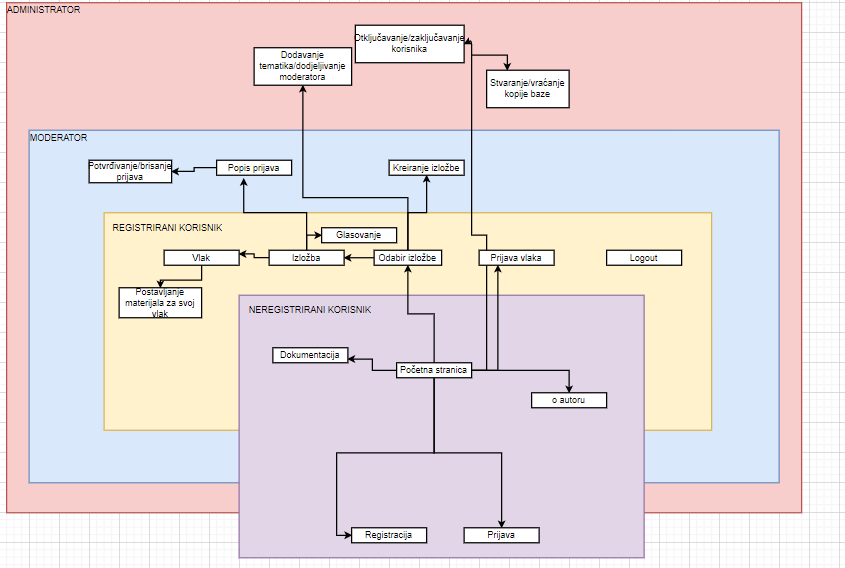 ADMINISTRATOR
Otključavanje/zaključavanje
korisnika
Dodavanje
tematika/dodjeljivanje
moderatora
Stvaranje/vraćanje
kopije baze
MODERATOR
Potvrđivanje/brisanje
prijava
Popis prijava
Kreiranje izložbe
REGISTRIRANI KORISNIK
Glasovanje
Vlak
Izložba
Odabir izložbe
Prijava vlaka
Logout
Postavljanje
materijala za svoj
vlak
NEREGISTRIRANI KORISNIK
Dokumentacija
Početna stranica
o autoru
Registracija
Prijava